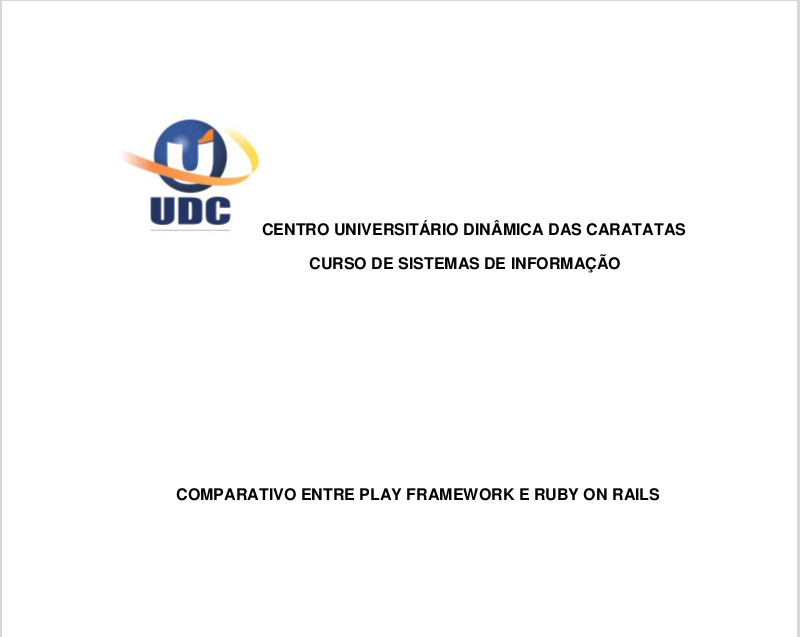 UDC
CENTRO UNIVERSITÁRIO DINÂMICA DAS CARATATAS
CURSO DE SISTEMAS DE INFORMAÇÃO
COMPARATIVO ENTRE PLAY FRAMEWORK E RUBY ON RAILS